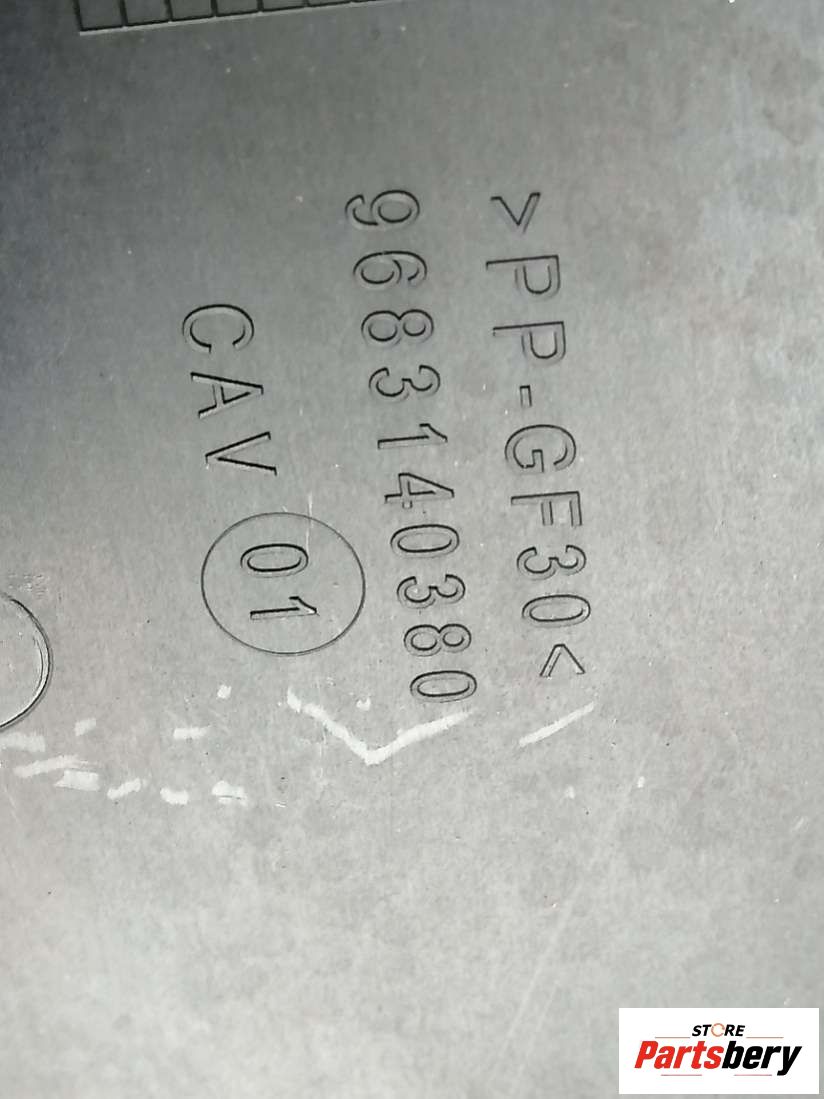 >PP-GF30<
9683140380
CAV 01
STORE
Partsbery